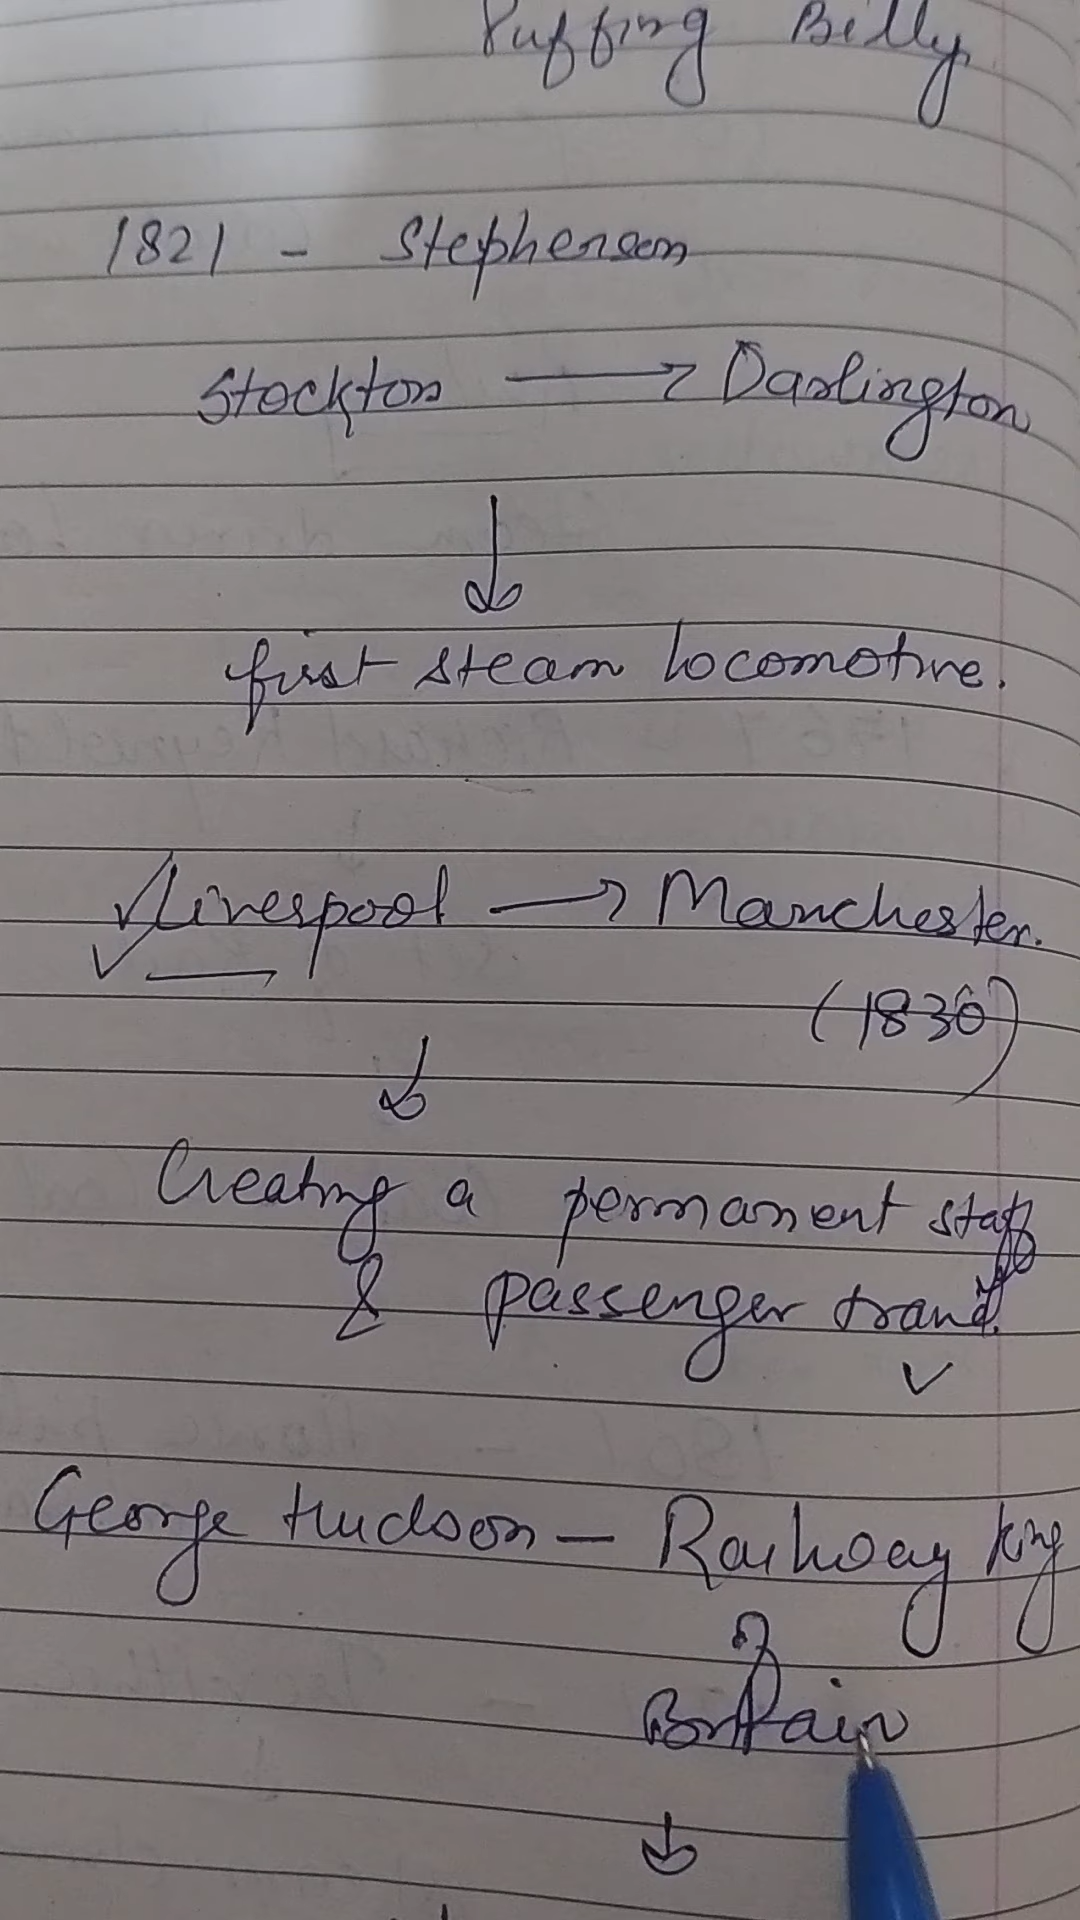 Puffing Billy
1821 - Stephenson
Stockton → Darlington
↓
first steam locomotive.
Liverpool → Manchester.
(1830)
↓
Creating a permanent staff
& passenger
George Hudson - Railway King
of
Britain
↓